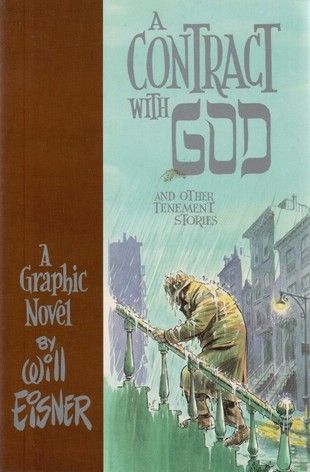 A
CONTRACT
WITH
GOD
AND OTHER
TENEMENT
STORIES
A
Graphic
Novel
by
Will
EISNER